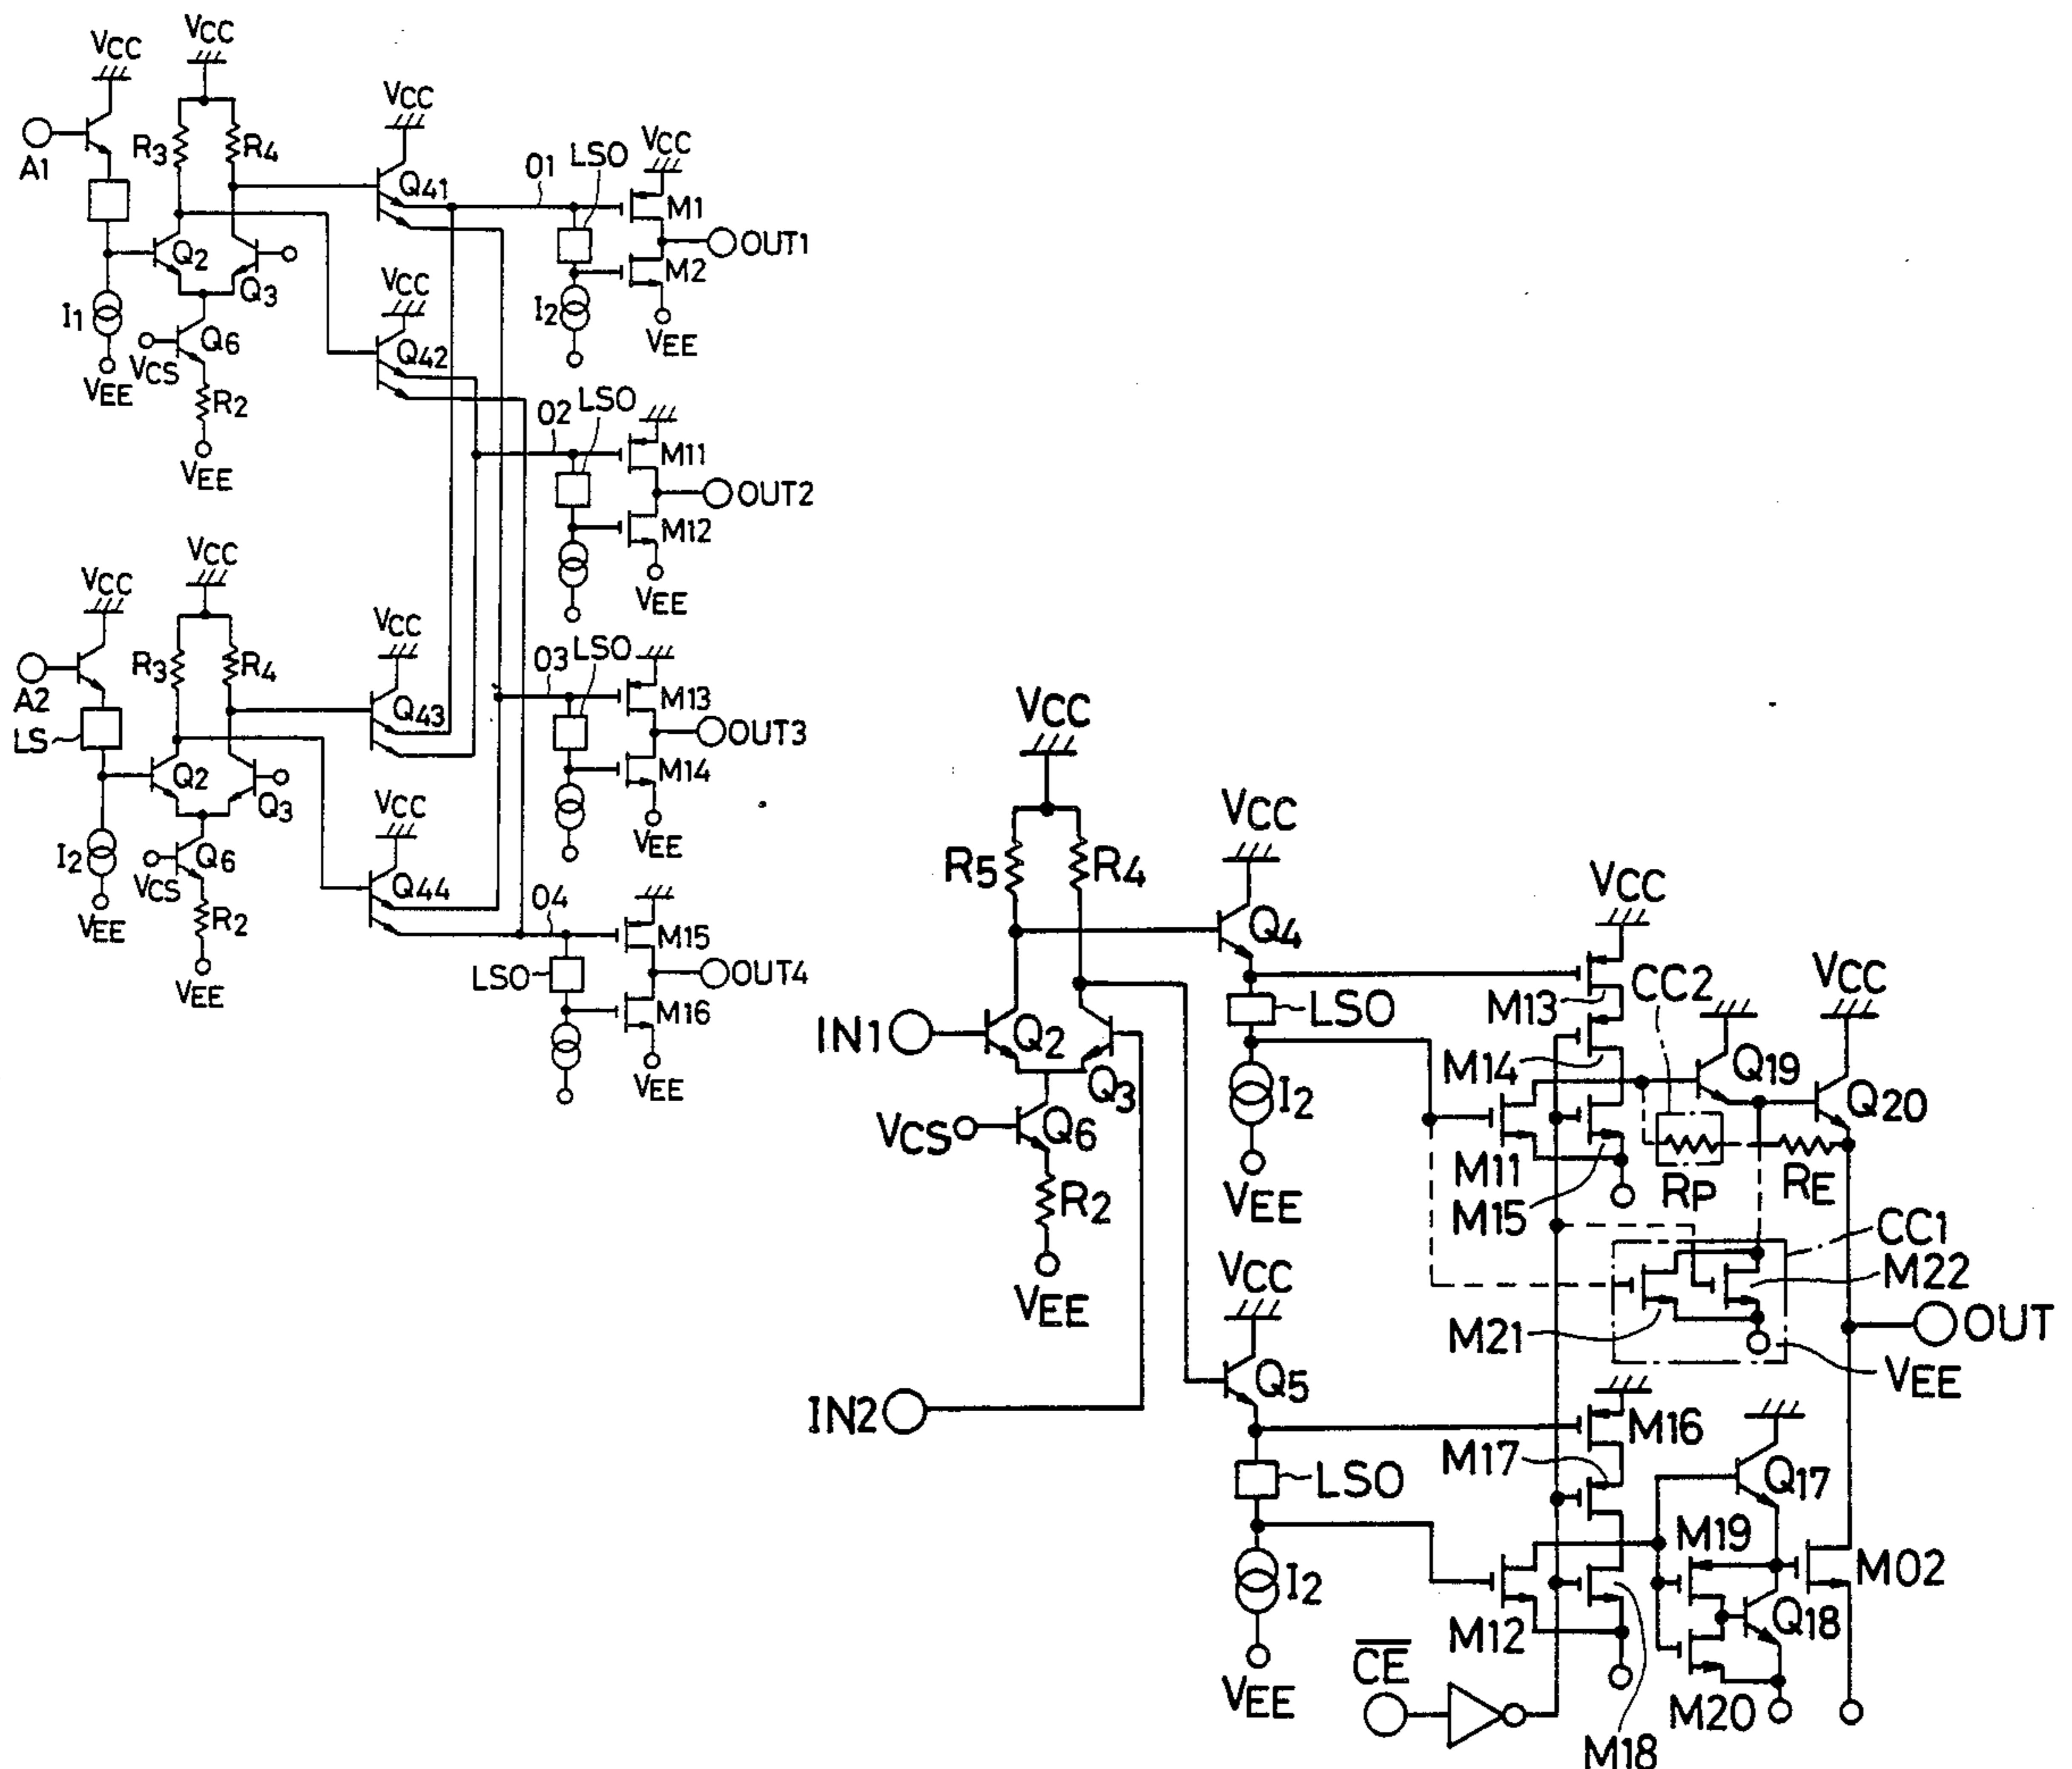 VCC
VCC
A1
R3
R4
VCC
Q41
O1
LSO
VCC
M1
OUT1
M2
I2
VEE
Q2
Q3
I1
VEE
VCS
Q6
R2
VEE
VCC
Q42
O2
LSO
M11
OUT2
M12
VEE
VCC
VCC
A2
LS
R3
R4
VCC
Q43
O3
LSO
M13
OUT3
M14
VEE
Q2
Q3
I2
VEE
VCS
Q6
R2
VEE
VCC
Q44
O4
LSO
M15
OUT4
M16
VEE
VCC
R5
R4
VCC
Q4
LSO
I2
VEE
IN1
Q2
Q3
VCS
Q6
R2
VEE
IN2
VCC
M13
M14
CC2
Q19
VCC
Q20
M11
M15
RP
RE
CC1
M22
M21
VEE
OUT
VCC
Q5
LSO
I2
VEE
M16
M17
Q17
M19
M02
Q18
M12
M20
M18
C̅E̅